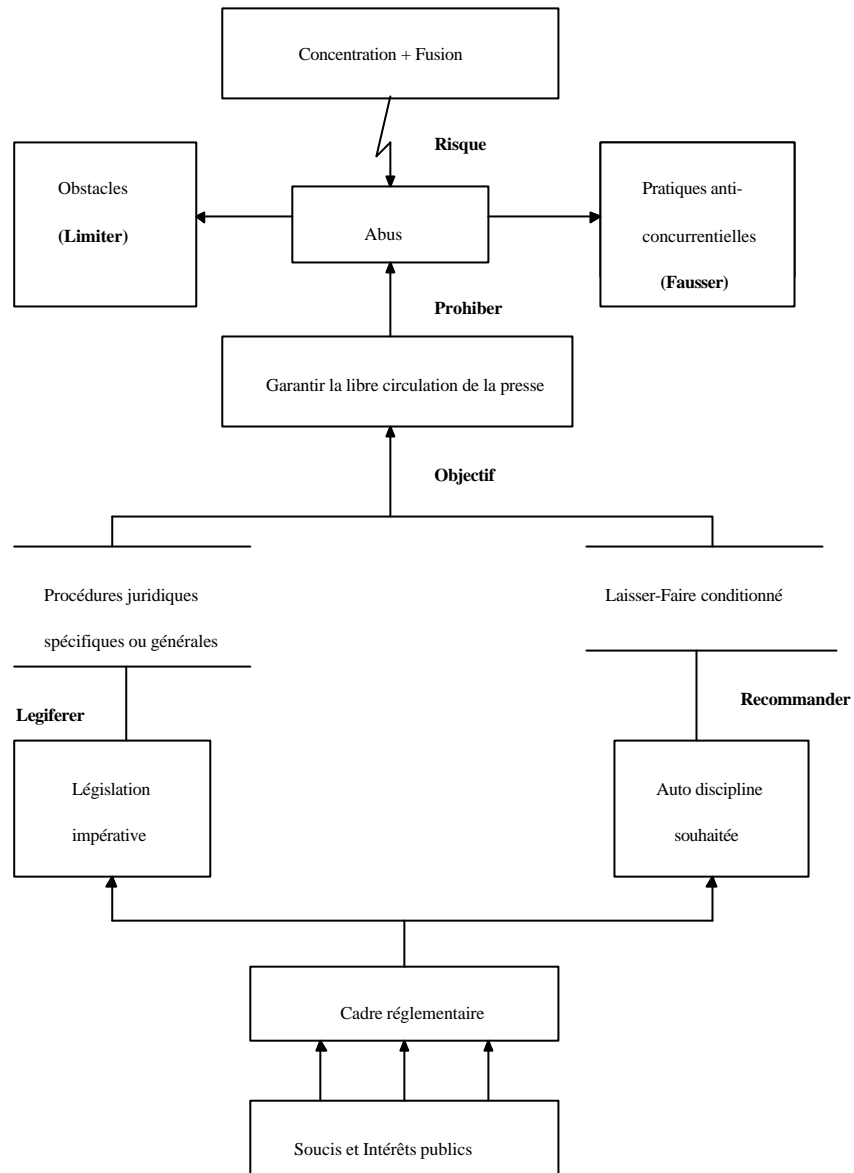 Concentration + Fusion
Risque
Obstacles
(Limiter)
Abus
Pratiques anti-
concurrentielles
(Fausser)
Prohiber
Garantir la libre circulation de la presse
Objectif
Procédures juridiques
spécifiques ou générales
Laisser-Faire conditionné
Legiferer
Recommander
Législation
impérative
Auto discipline
souhaitée
Cadre réglementaire
Soucis et Intérêts publics